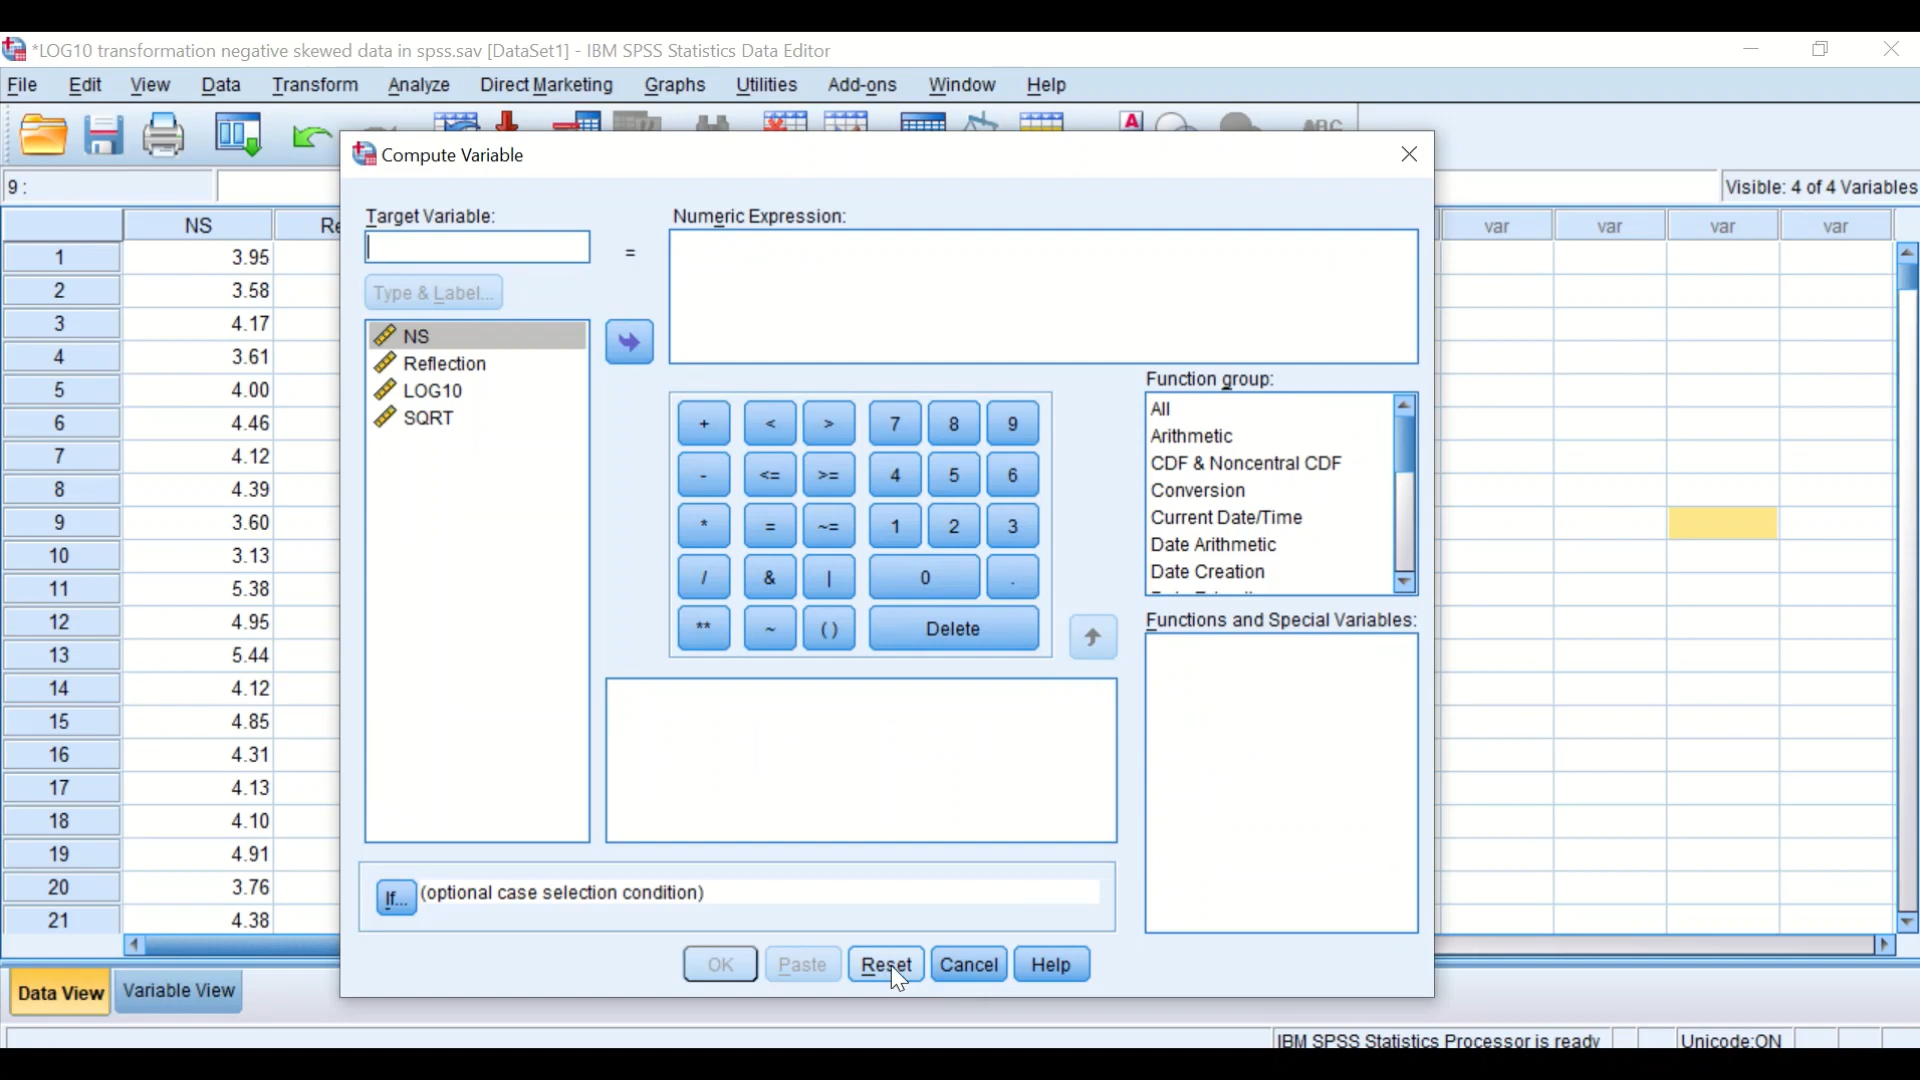 *LOG10 transformation negative skewed data in spss.sav [DataSet1] - IBM SPSS Statistics Data Editor
File Edit View Data Transform Analyze Direct Marketing Graphs Utilities Add-ons Window Help
A ABC
9 :
Visible: 4 of 4 Variables
NS Re var var var var
1 3.95
2 3.58
3 4.17
4 3.61
5 4.00
6 4.46
7 4.12
8 4.39
9 3.60
10 3.13
11 5.38
12 4.95
13 5.44
14 4.12
15 4.85
16 4.31
17 4.13
18 4.10
19 4.91
20 3.76
21 4.38
Compute Variable
Target Variable:
=
Numeric Expression:
Type & Label...
NS
Reflection
LOG10
SQRT
+ < > 7 8 9
- <= >= 4 5 6
* = ~= 1 2 3
/ & | 0 .
** ~ ( ) Delete
Function group:
All
Arithmetic
CDF & Noncentral CDF
Conversion
Current Date/Time
Date Arithmetic
Date Creation
Functions and Special Variables:
If... (optional case selection condition)
OK Paste Reset Cancel Help
Data View Variable View
IBM SPSS Statistics Processor is ready Unicode:ON